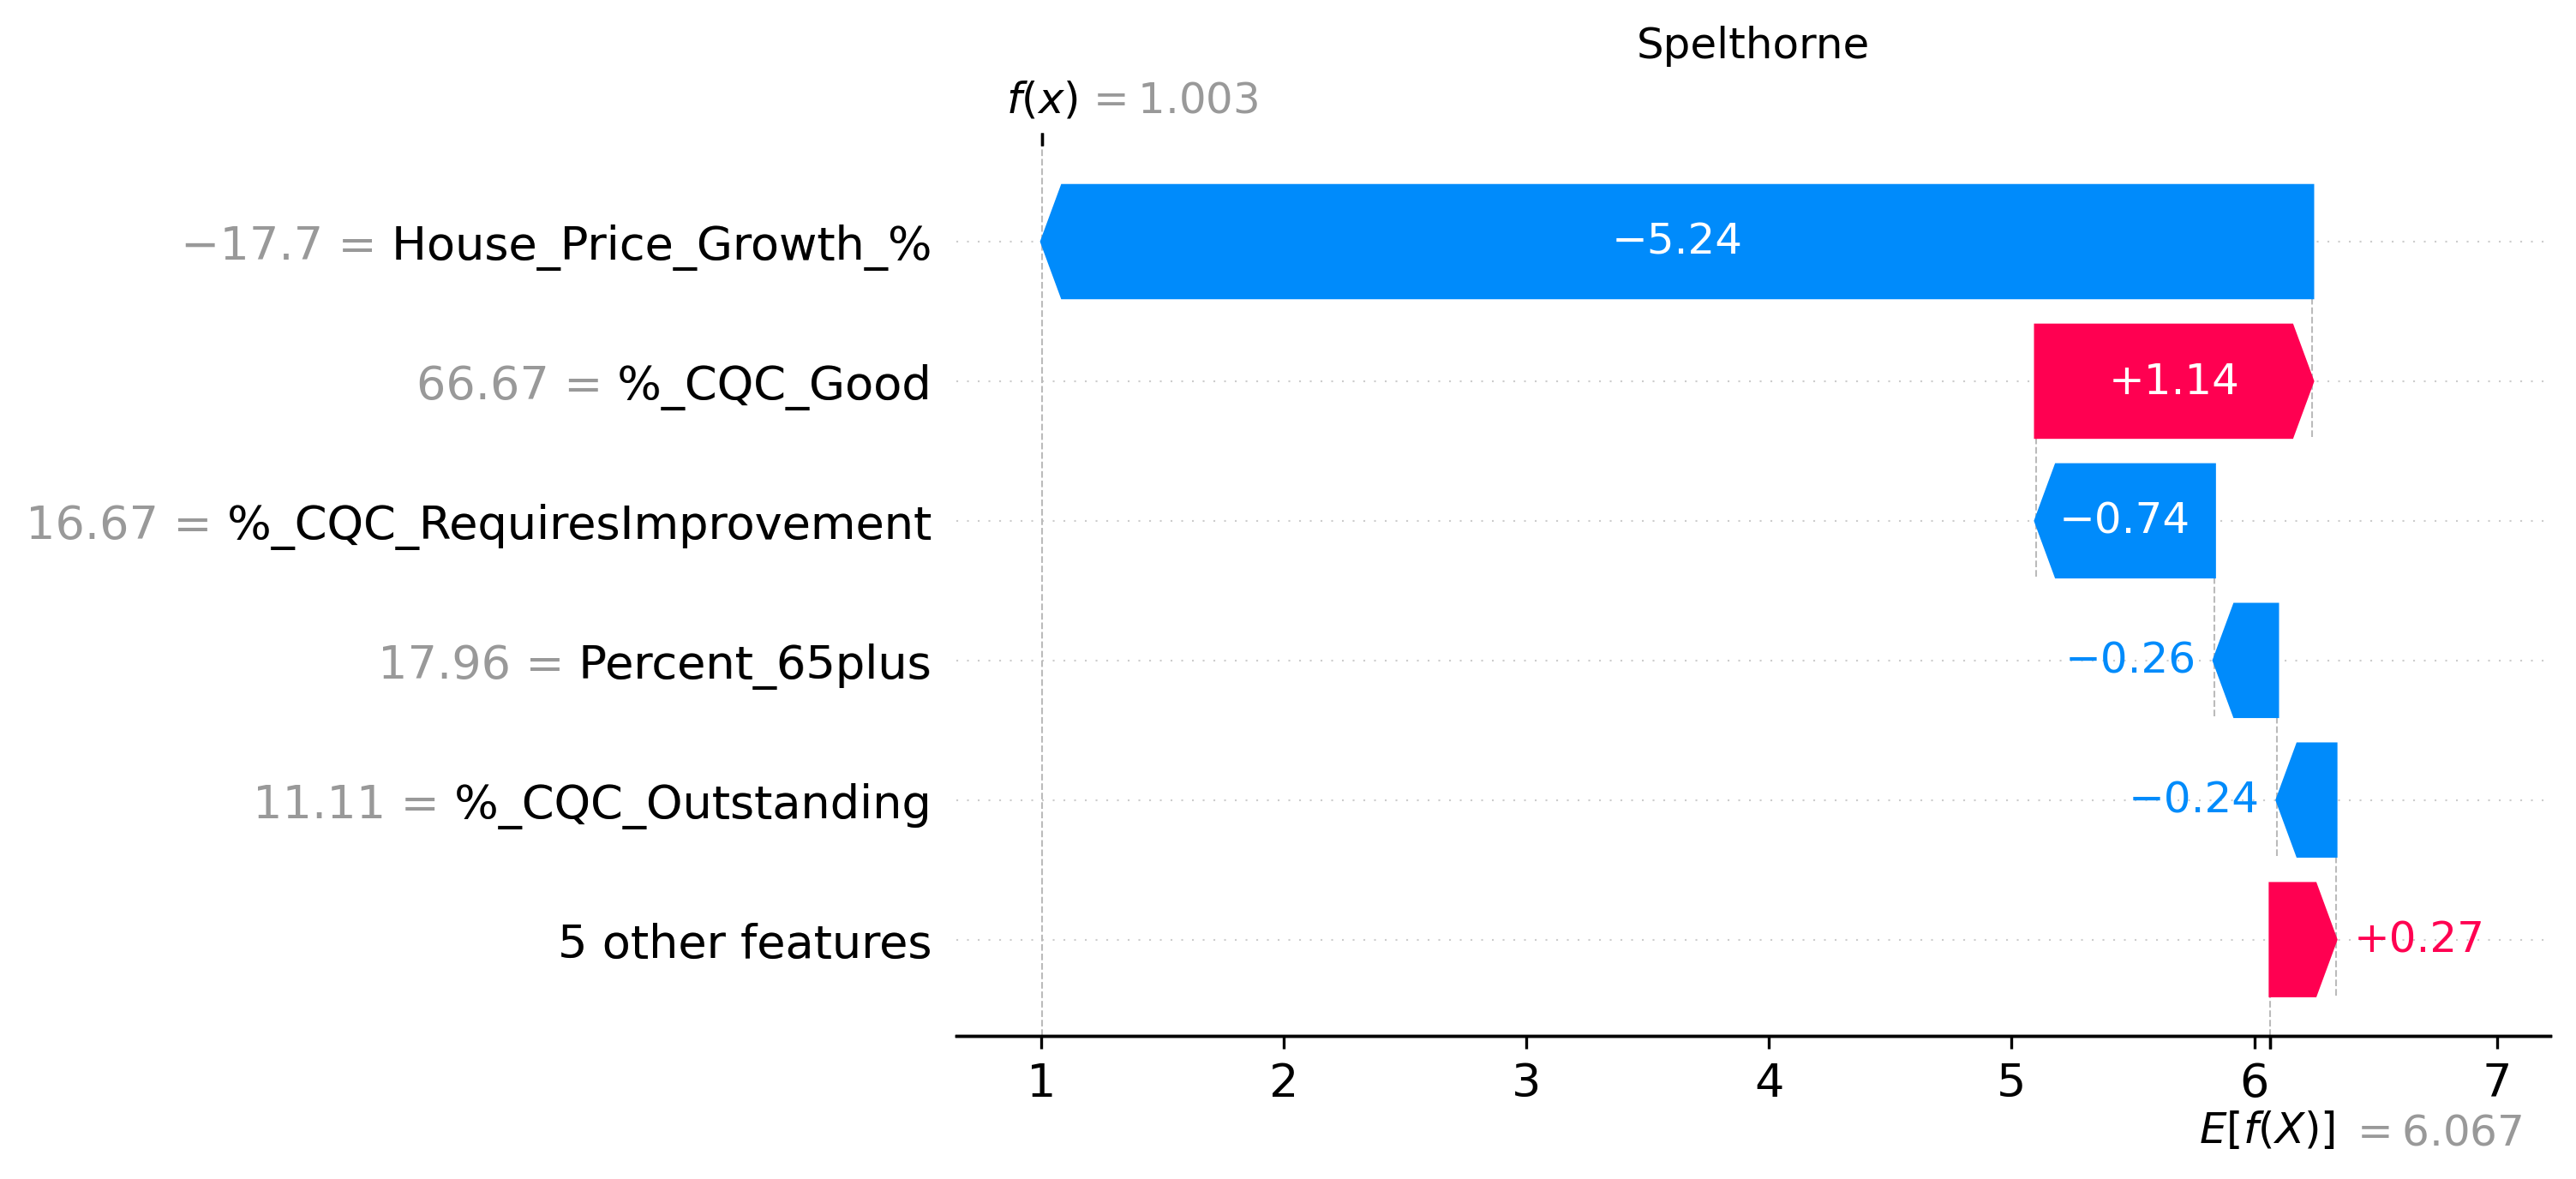 Spelthorne
f(x) = 1.003
−17.7 = House_Price_Growth_% −5.24
66.67 = %_CQC_Good +1.14
16.67 = %_CQC_RequiresImprovement −0.74
17.96 = Percent_65plus −0.26
11.11 = %_CQC_Outstanding −0.24
5 other features +0.27
1 2 3 4 5 6 7
E[f(X)] = 6.067